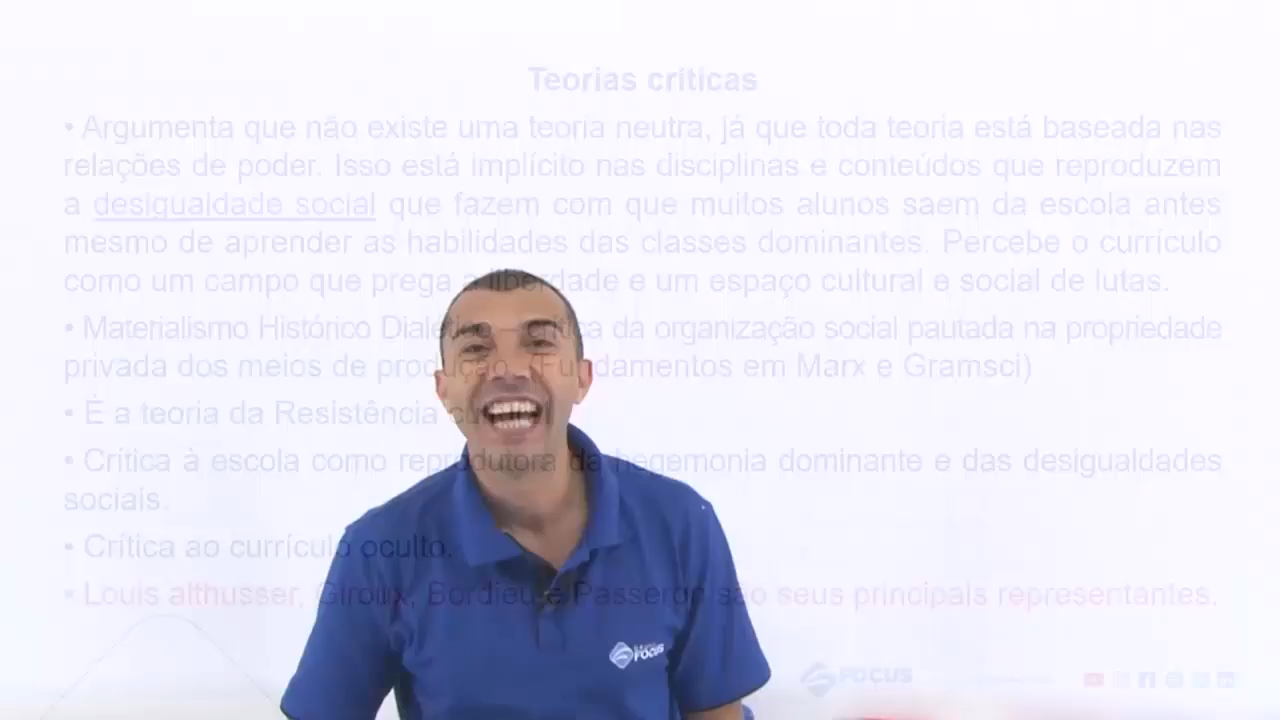 Teorias críticas
• Argumenta que não existe uma teoria neutra, já que toda teoria está baseada nas
relações de poder. Isso está implícito nas disciplinas e conteúdos que reproduzem
a desigualdade social que fazem com que muitos alunos saem da escola antes
mesmo de aprender as habilidades das classes dominantes. Percebe o currículo
como um campo que prega a liberdade e um espaço cultural e social de lutas.
• Materialismo Histórico Dialético da organização social pautada na propriedade
privada dos meios de produção. (Fundamentos em Marx e Gramsci)
• É a teoria da Resistência
• Crítica à escola como reprodutora da hegemonia dominante e das desigualdades
sociais.
• Crítica ao currículo oculto.
• Louis althusser, Giroux, Bordieu e Passeron são seus principais representantes.
FOCUS
FOCUS